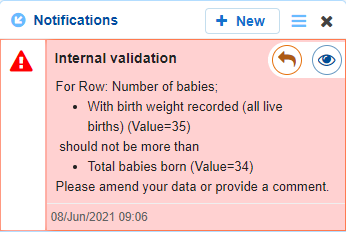 Notifications + New
Internal validation
For Row: Number of babies;
• With birth weight recorded (all live
births) (Value=35)
should not be more than
• Total babies born (Value=34)
Please amend your data or provide a comment.
08/Jun/2021 09:06